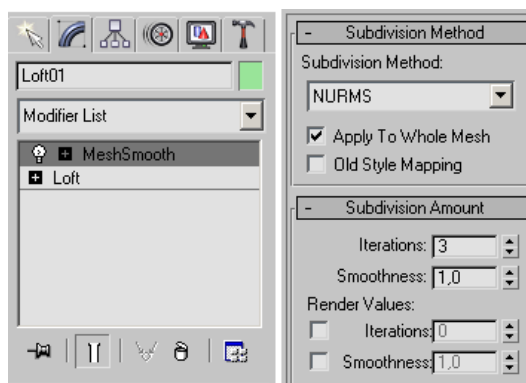 Loft01
Modifier List
MeshSmooth
Loft
- Subdivision Method
Subdivision Method:
NURMS
Apply To Whole Mesh
Old Style Mapping
- Subdivision Amount
Iterations: 3
Smoothness: 1,0
Render Values:
Iterations: 0
Smoothness: 1,0